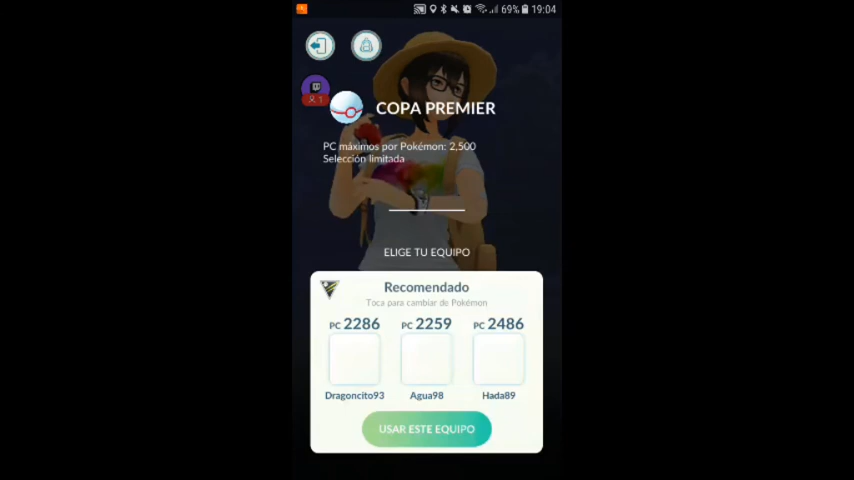 69% 19:04
1
COPA PREMIER
PC máximos por Pokémon: 2,500
Selección limitada
ELIGE TU EQUIPO
Recomendado
Toca para cambiar de Pokémon
PC 2286 PC 2259 PC 2486
Dragoncito93 Agua98 Hada89
USAR ESTE EQUIPO